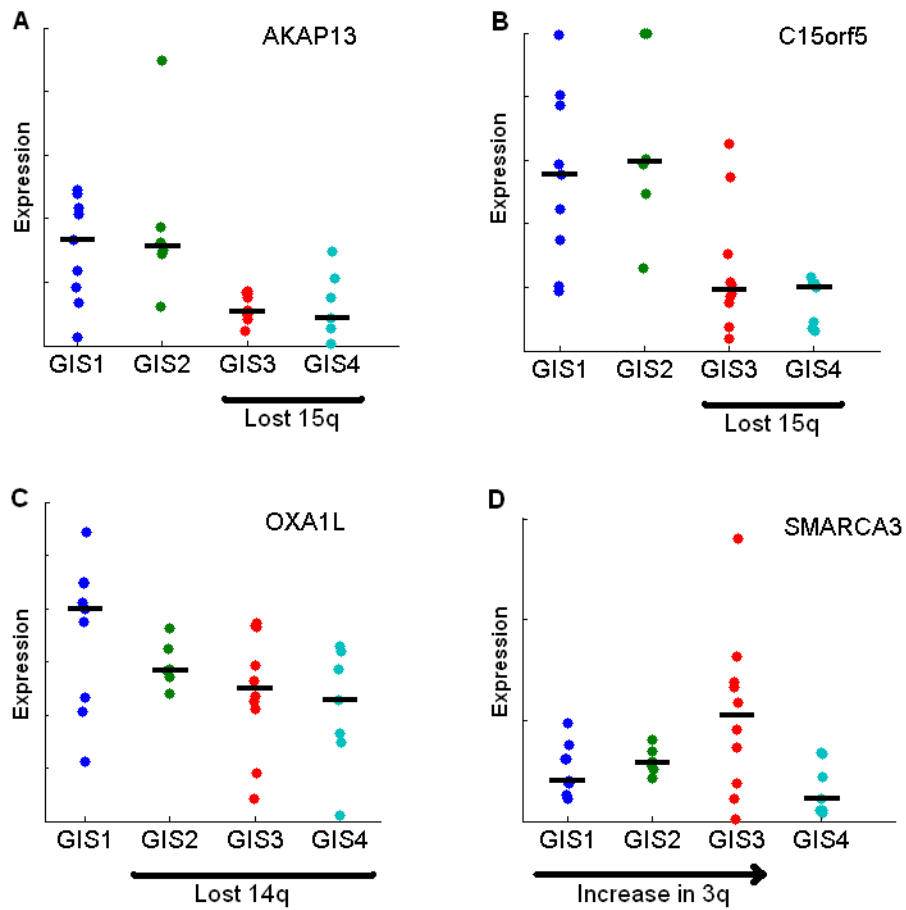 A
AKAP13
Expression
GIS1 GIS2 GIS3 GIS4
Lost 15q
B
C15orf5
Expression
GIS1 GIS2 GIS3 GIS4
Lost 15q
C
OXA1L
Expression
GIS1 GIS2 GIS3 GIS4
Lost 14q
D
SMARCA3
Expression
GIS1 GIS2 GIS3 GIS4
Increase in 3q